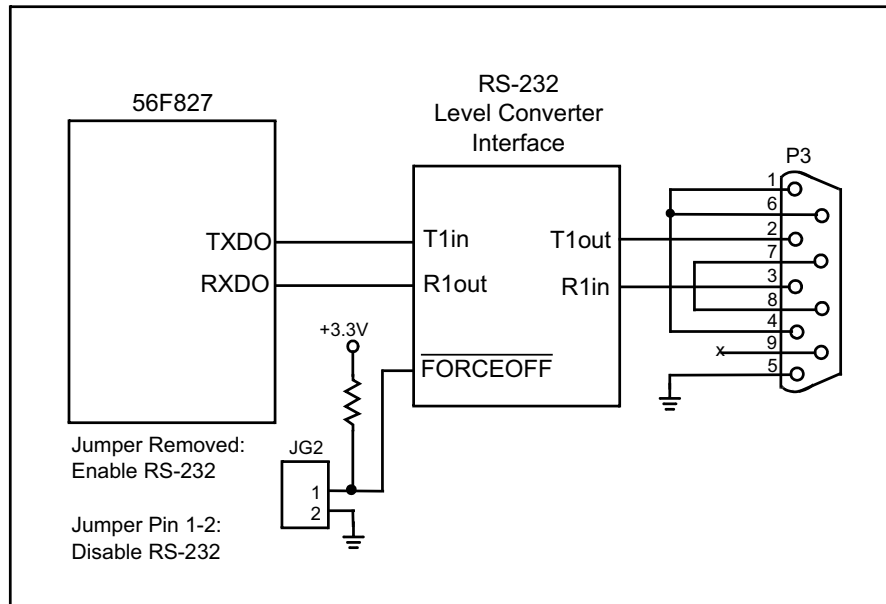 56F827
TXDO
RXDO
RS-232
Level Converter
Interface
T1in
R1out
FORCEOFF
T1out
R1in
P3
1
6
2
7
3
8
4
9
5
x
+3.3V
JG2
1
2
Jumper Removed:
Enable RS-232
Jumper Pin 1-2:
Disable RS-232